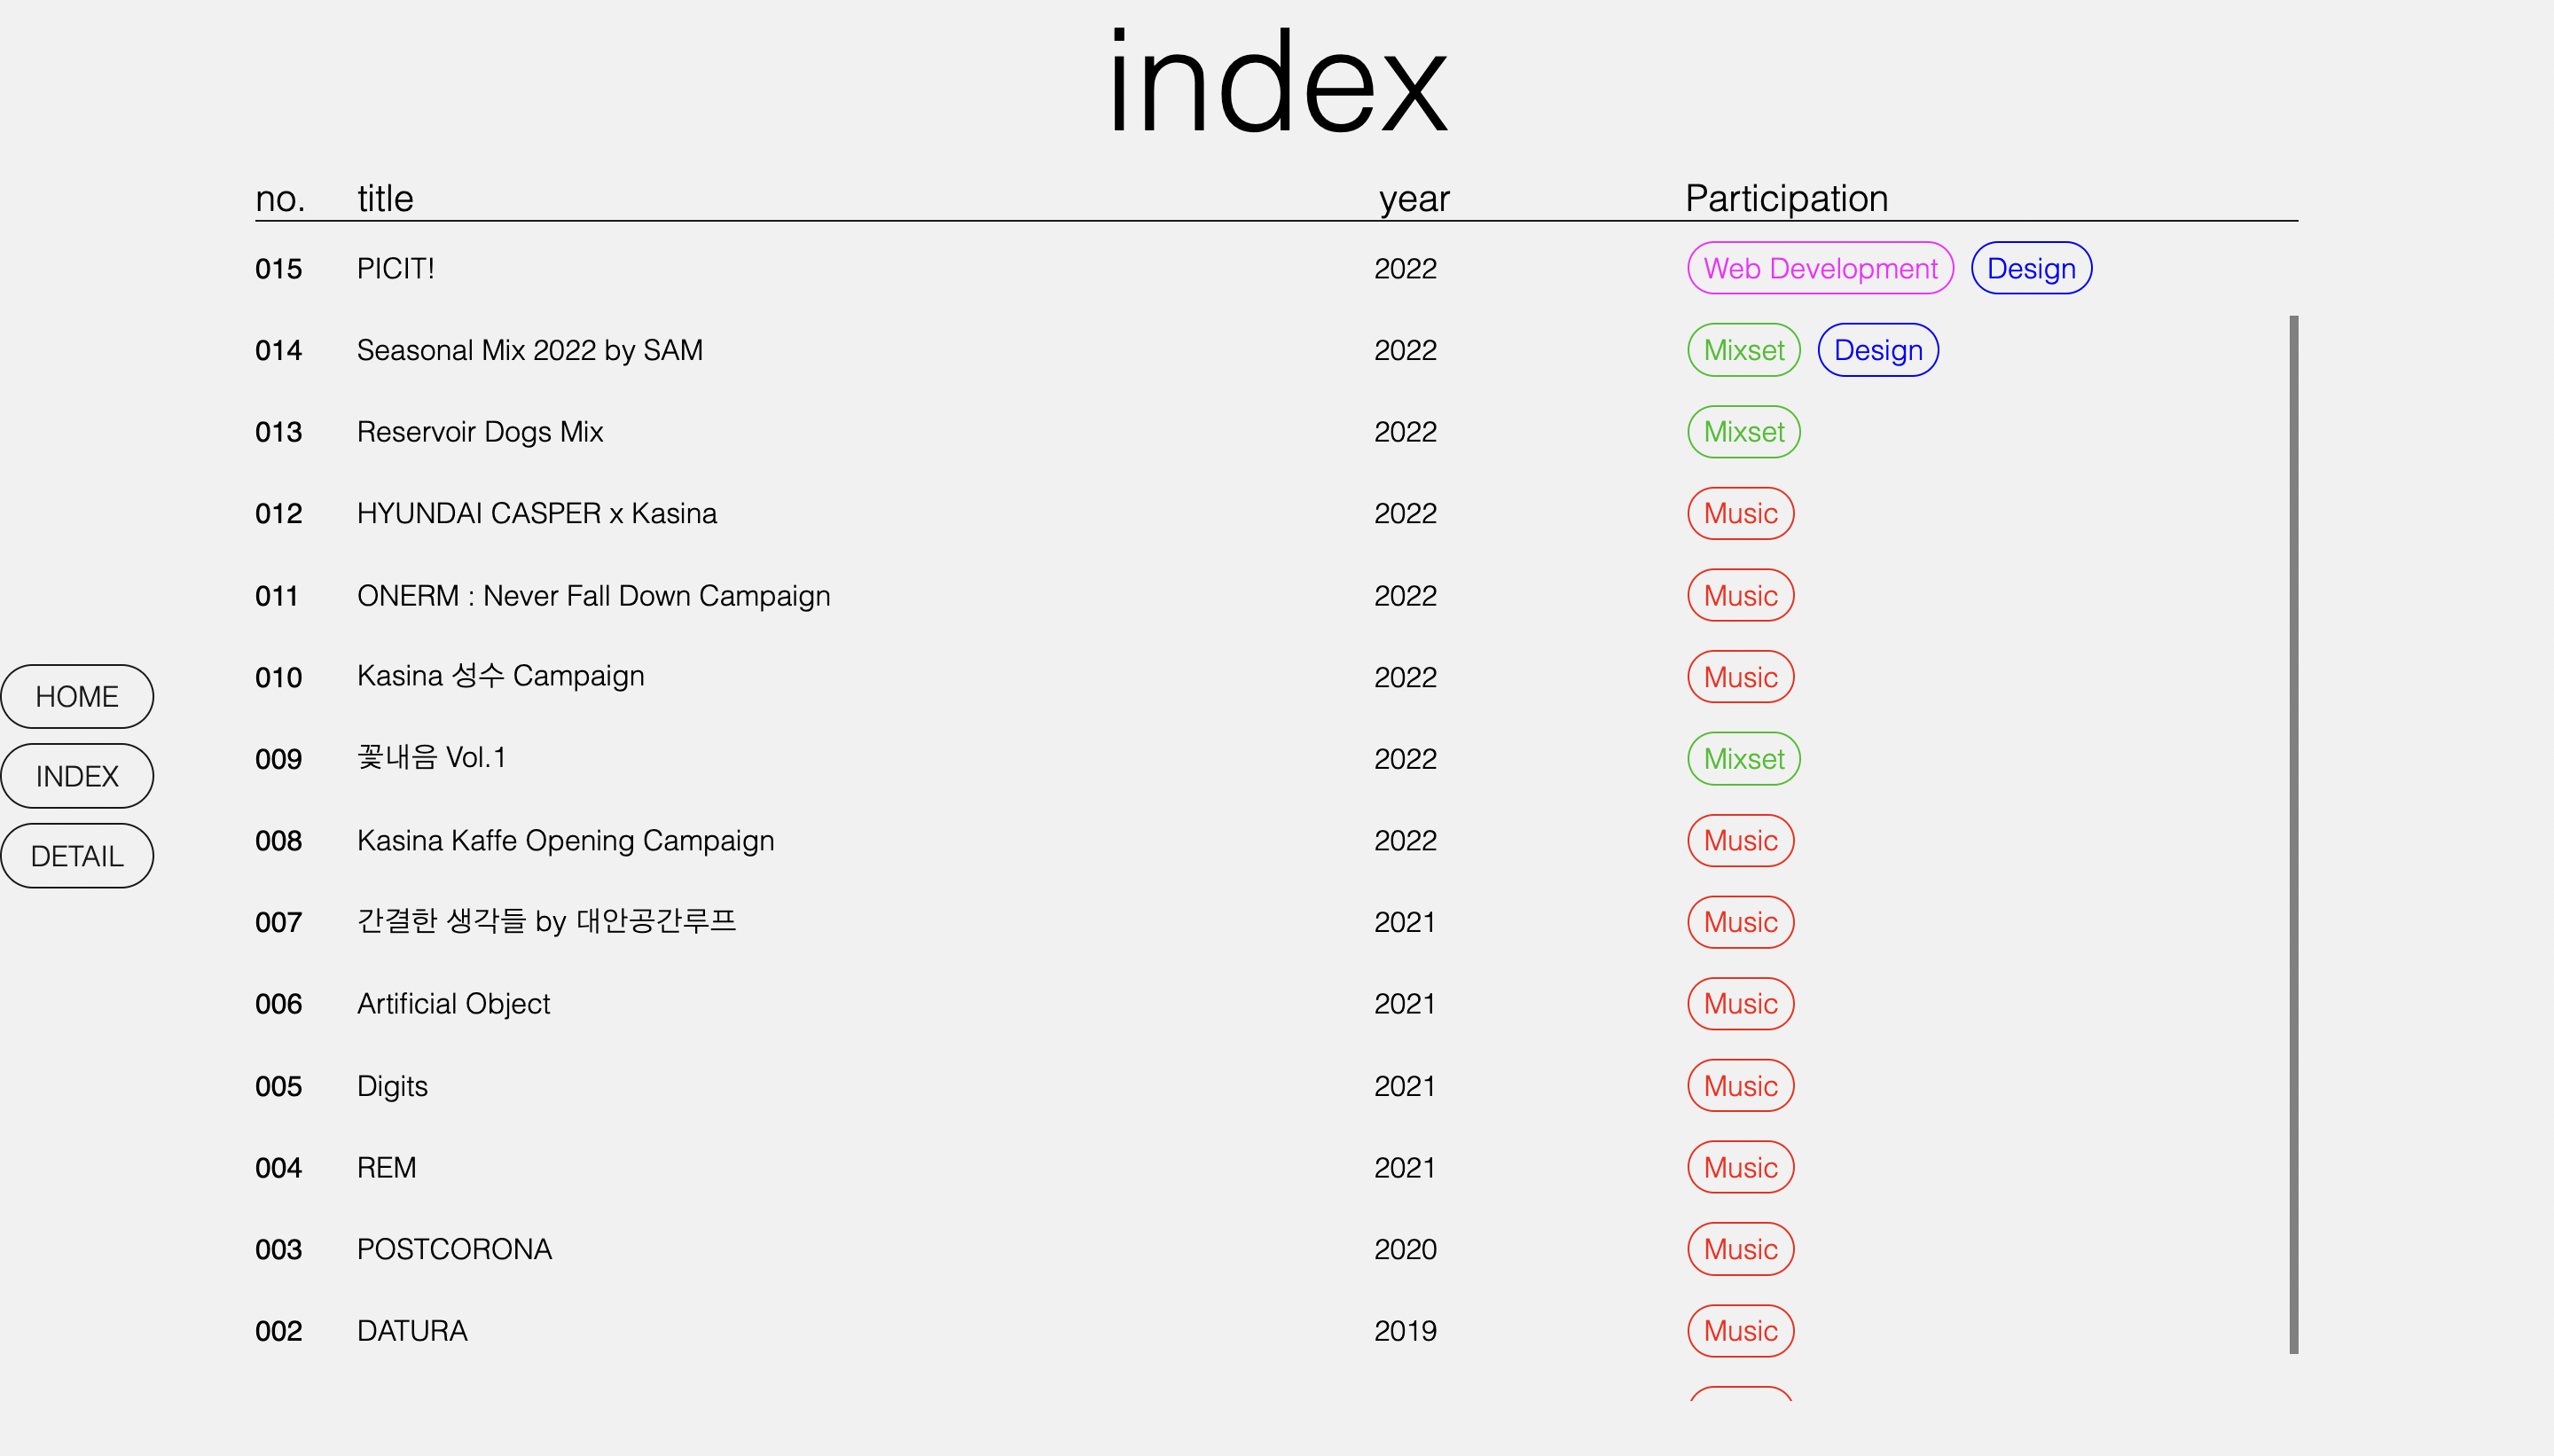 index
no. title year Participation
015 PICIT! 2022 Web Development Design
014 Seasonal Mix 2022 by SAM 2022 Mixset Design
013 Reservoir Dogs Mix 2022 Mixset
012 HYUNDAI CASPER x Kasina 2022 Music
011 ONERM : Never Fall Down Campaign 2022 Music
010 Kasina 성수 Campaign 2022 Music
HOME
009 꽃내음 Vol.1 2022 Mixset
INDEX
008 Kasina Kaffe Opening Campaign 2022 Music
DETAIL
007 간결한 생각들 by 대안공간루프 2021 Music
006 Artificial Object 2021 Music
005 Digits 2021 Music
004 REM 2021 Music
003 POSTCORONA 2020 Music
002 DATURA 2019 Music